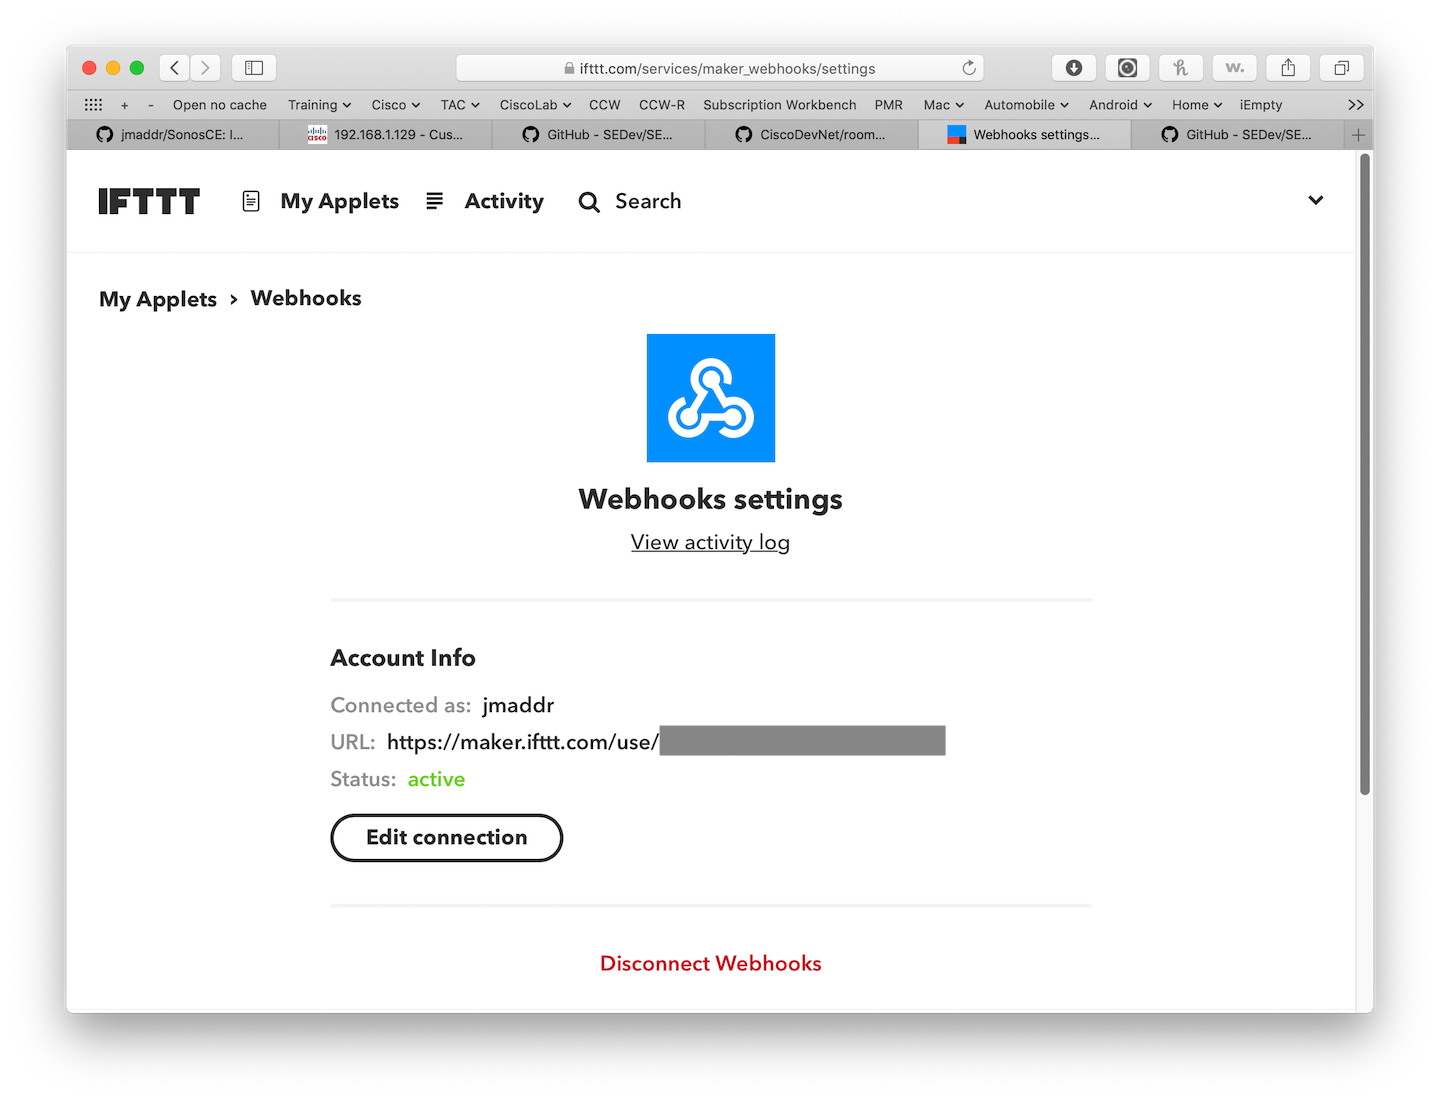 ifttt.com/services/maker_webhooks/settings
w.
+ - Open no cache Training Cisco TAC CiscoLab CCW CCW-R Subscription Workbench PMR Mac Automobile Android Home iEmpty >>
jmaddr/SonosCE: I... cisco 192.168.1.129 - Cus... GitHub - SEDev/SE... CiscoDevNet/room... Webhooks settings... GitHub - SEDev/SE... +
IFTTT My Applets Activity Search
My Applets > Webhooks
Webhooks settings
View activity log
Account Info
Connected as: jmaddr
URL: https://maker.ifttt.com/use/
Status: active
Edit connection
Disconnect Webhooks